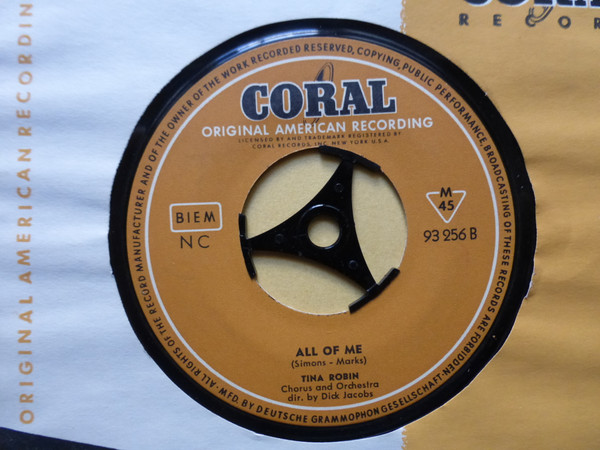 ORIGINAL AMERICAN RECORDIN
CORAL
RECOR
ALL RIGHTS OF THE RECORD MANUFACTURER AND OF THE OWNER OF THE WORK RECORDED RESERVED, COPYING, PUBLIC PERFORMANCE, BROADCASTING OF THESE RECORDS ARE FORBIDDEN · MFD. BY DEUTSCHE GRAMMOPHON GESELLSCHAFT
CORAL
ORIGINAL AMERICAN RECORDING
LICENSED BY AND TRADEMARK REGISTERED BY
CORAL RECORDS, INC. NEW YORK U.S.A.
BIEM
NC
M
45
93 256 B
ALL OF ME
(Simons - Marks)
TINA ROBIN
Chorus and Orchestra
dir. by Dick Jacobs